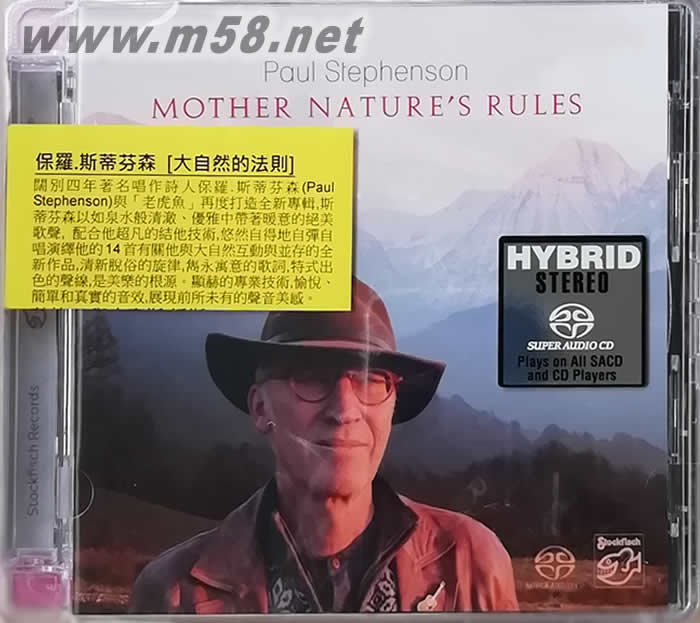 www.m58.net
Paul Stephenson
MOTHER NATURE'S RULES
保羅.斯蒂芬森 [大自然的法則]
闊別四年著名唱作詩人保羅.斯蒂芬森(Paul
Stephenson)與「老虎魚」再度打造全新專輯,斯
蒂芬森以如泉水般清澈、優雅中帶著暖意的絕美
歌聲, 配合他超凡的結他技術,悠然自得地自彈自
唱演繹他的14首有關他與大自然互動與並存的全
新作品,清新脫俗的旋律,雋永寓意的歌詞,特式出
色的聲線,是美樂的根源。顯赫的專業技術,愉悅、
簡單和真實的音效,展現前所未有的聲音美感。
HYBRID
STEREO
SUPER AUDIO CD
Plays on All SACD
and CD Players
Stockfisch Records
SUPER AUDIO CD
Stockfisch